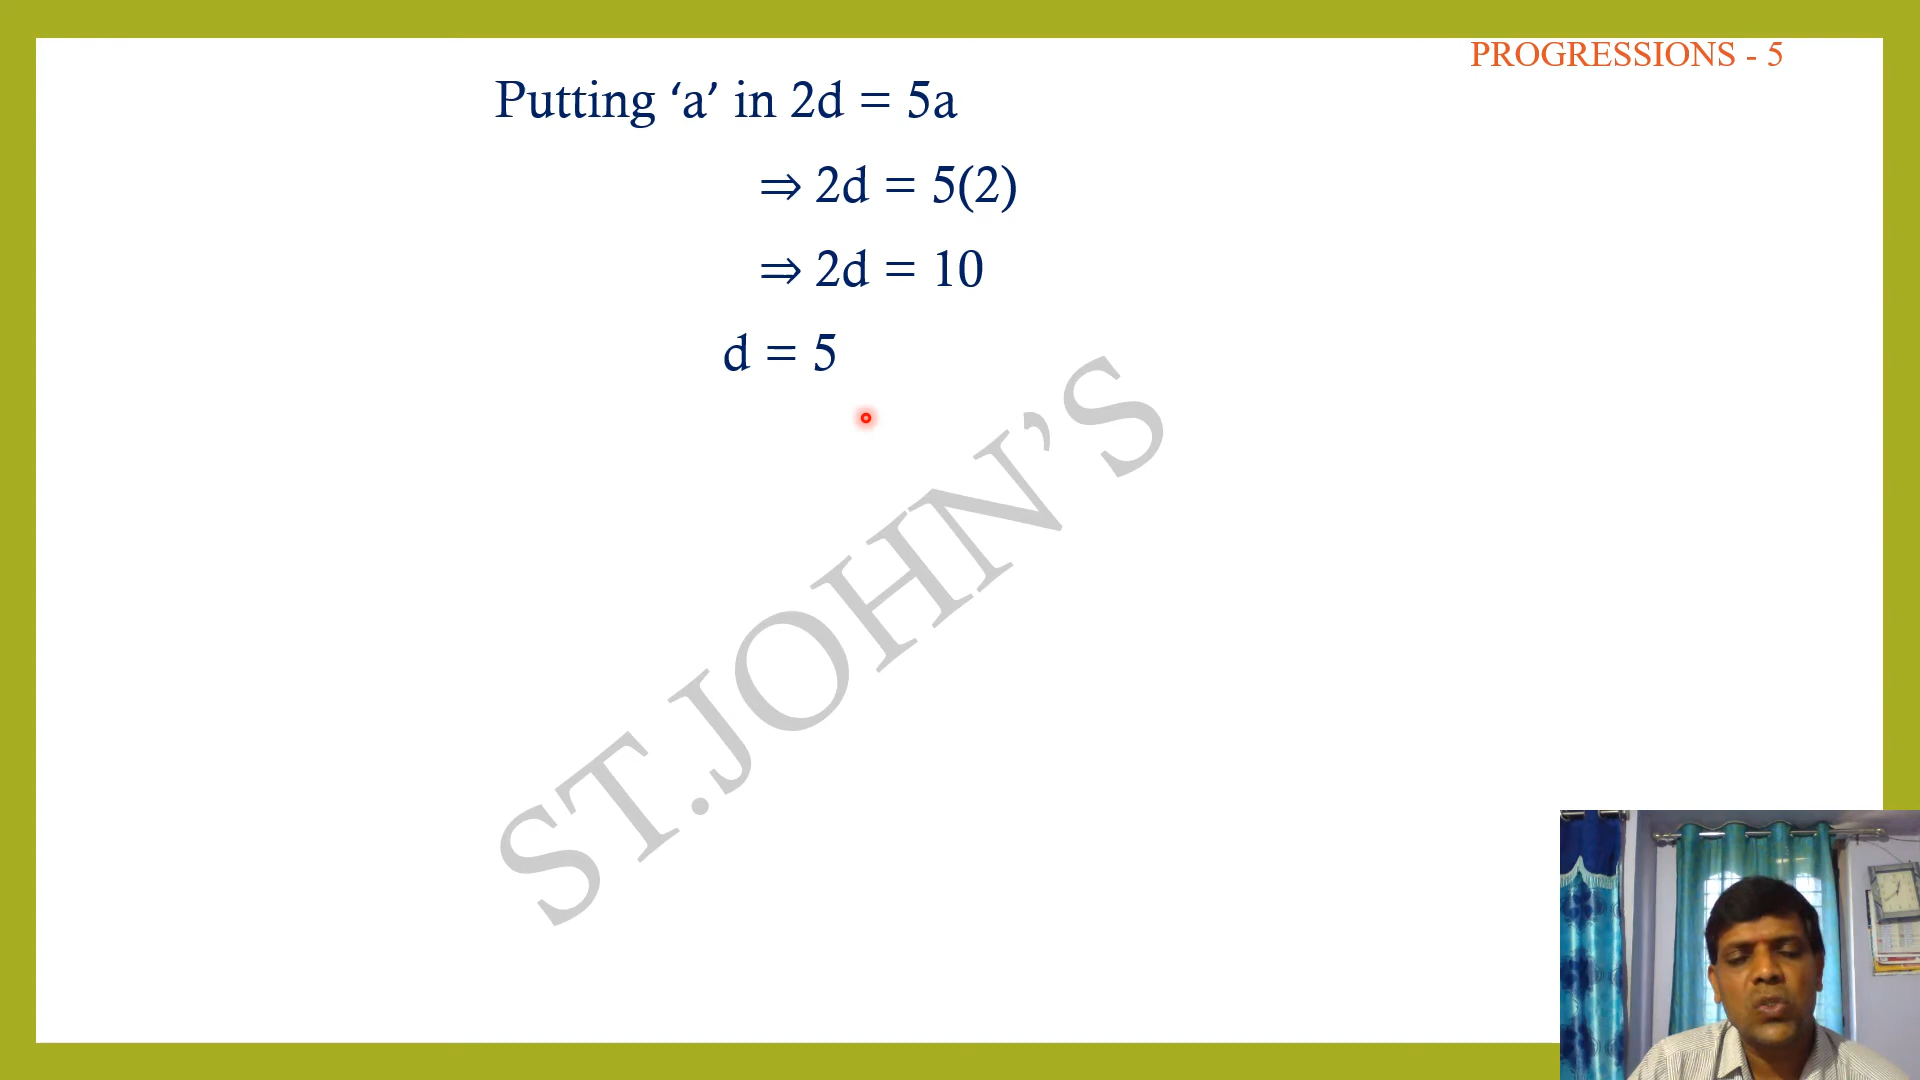 PROGRESSIONS - 5
Putting ‘a’ in 2d = 5a
⇒ 2d = 5(2)
⇒ 2d = 10
d = 5
ST.JOHN’S